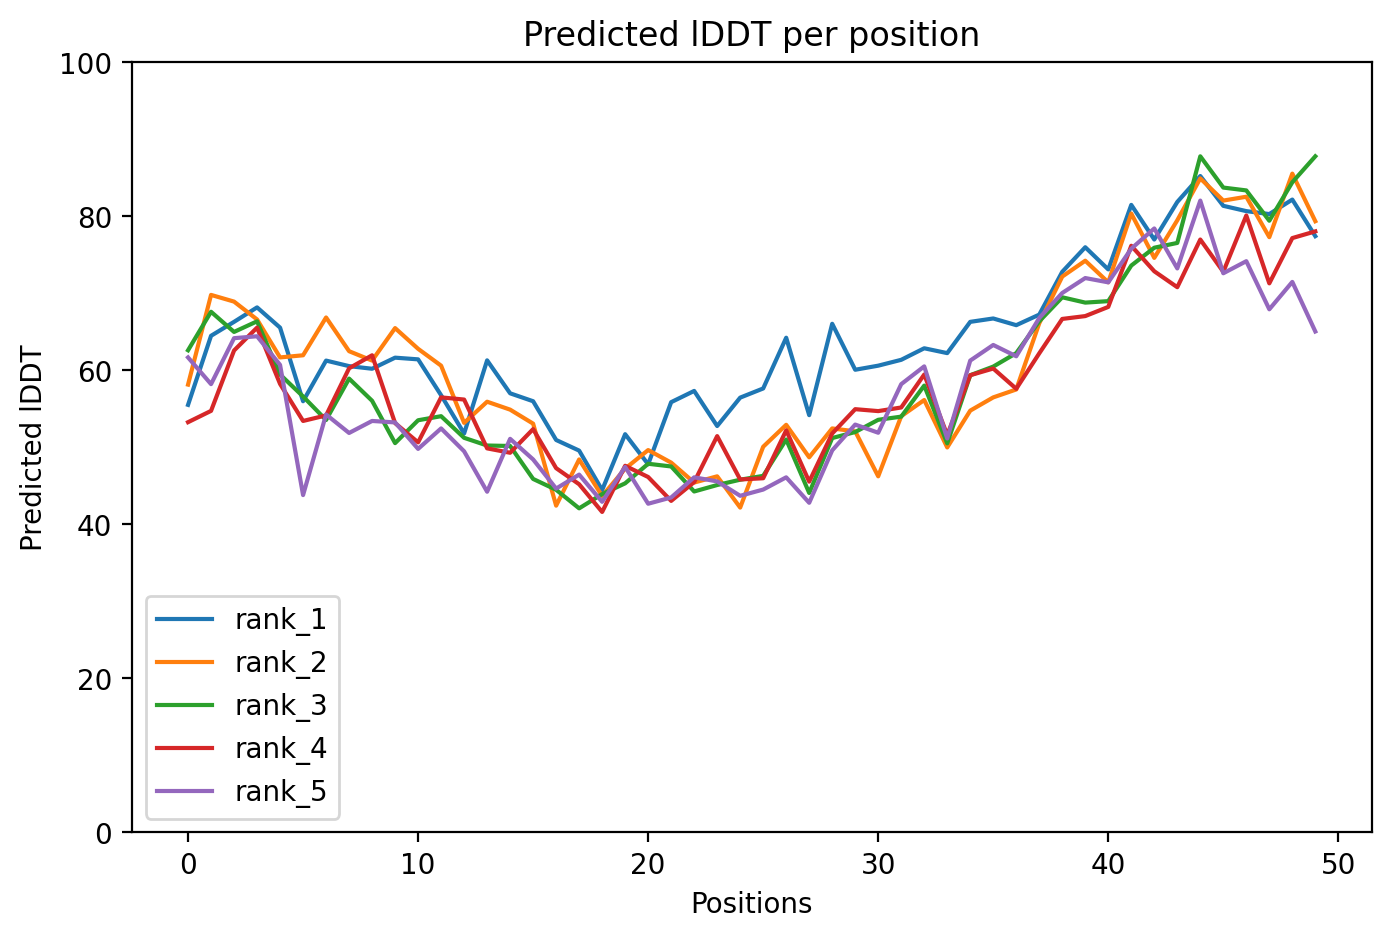 Predicted lDDT per position
100
80
60
40
20
0
Predicted lDDT
rank_1
rank_2
rank_3
rank_4
rank_5
0 10 20 30 40 50
Positions